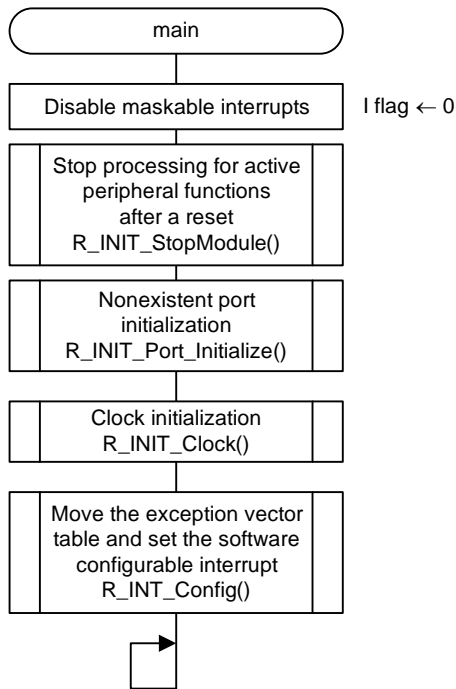 main
Disable maskable interrupts
I flag ← 0
Stop processing for active
peripheral functions
after a reset
R_INIT_StopModule()
Nonexistent port
initialization
R_INIT_Port_Initialize()
Clock initialization
R_INIT_Clock()
Move the exception vector
table and set the software
configurable interrupt
R_INT_Config()